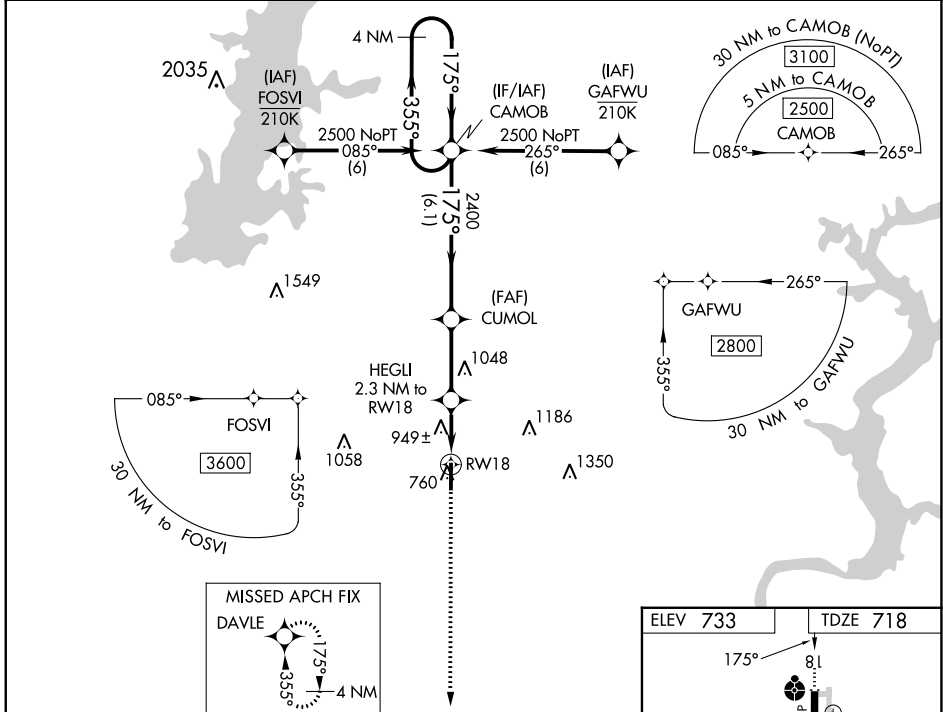 4 NM
175°
355°
2035
(IAF)
FOSVI
210K
(IF/IAF)
CAMOB
(IAF)
GAFWU
210K
2500 NoPT
085°
(6)
2500 NoPT
265°
(6)
30 NM to CAMOB (NoPT)
3100
5 NM to CAMOB
2500
CAMOB
085°
265°
2400
175°
(6.1)
1549
(FAF)
CUMOL
GAFWU
265°
2800
355°
30 NM to GAFWU
1048
HEGLI
2.3 NM to
RW18
085°
FOSVI
3600
355°
30 NM to FOSVI
1058
949±
1186
760
RW18
1350
MISSED APCH FIX
DAVLE
175°
355°
4 NM
ELEV 733
TDZE 718
175°
18
P